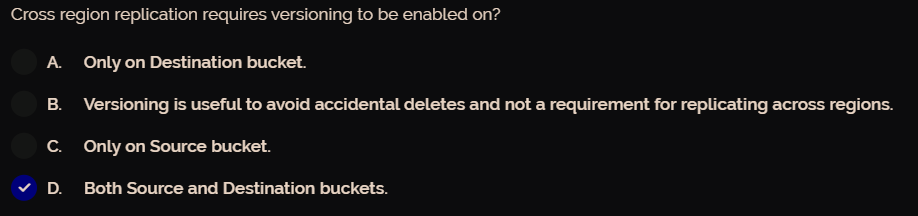 Cross region replication requires versioning to be enabled on?
A. Only on Destination bucket.
B. Versioning is useful to avoid accidental deletes and not a requirement for replicating across regions.
C. Only on Source bucket.
D. Both Source and Destination buckets.